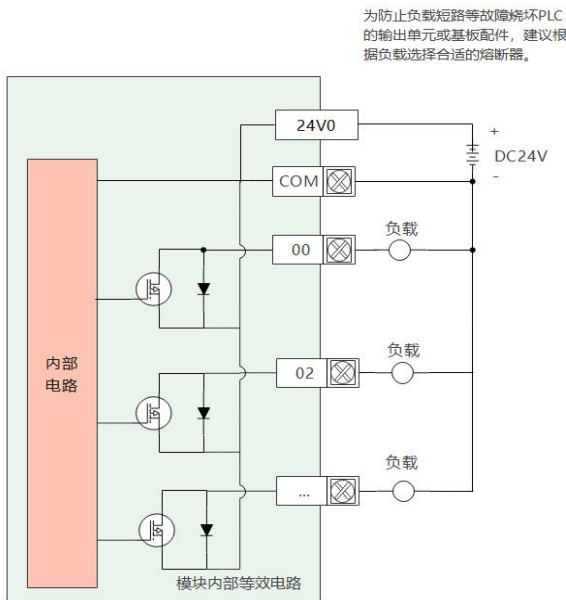 为防止负载短路等故障烧坏PLC
的输出单元或基板配件，建议根
据负载选择合适的熔断器。
24V0
+
DC24V
-
COM
负载
00
负载
02
内部
电路
负载
...
模块内部等效电路